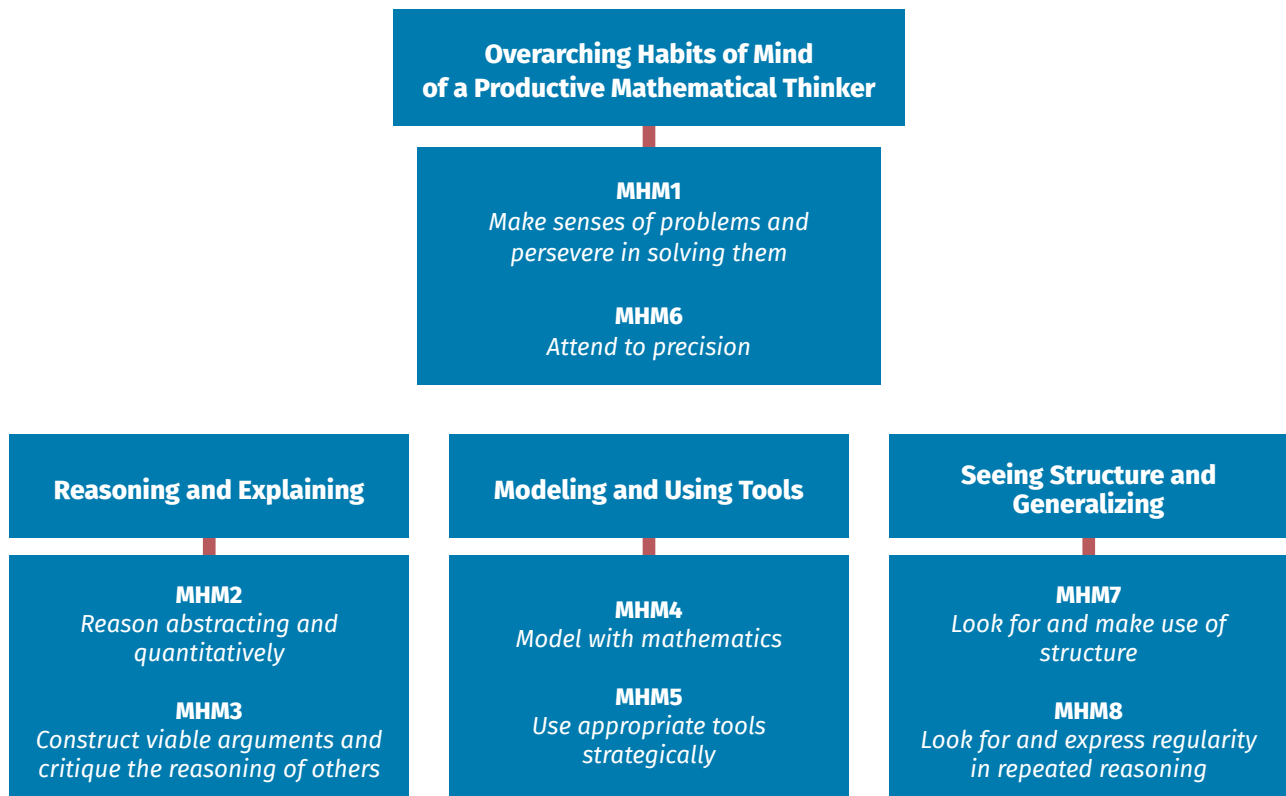 Overarching Habits of Mind
of a Productive Mathematical Thinker
MHM1
Make senses of problems and
persevere in solving them
MHM6
Attend to precision
Reasoning and Explaining
MHM2
Reason abstracting and
quantitatively
MHM3
Construct viable arguments and
critique the reasoning of others
Modeling and Using Tools
MHM4
Model with mathematics
MHM5
Use appropriate tools
strategically
Seeing Structure and
Generalizing
MHM7
Look for and make use of
structure
MHM8
Look for and express regularity
in repeated reasoning